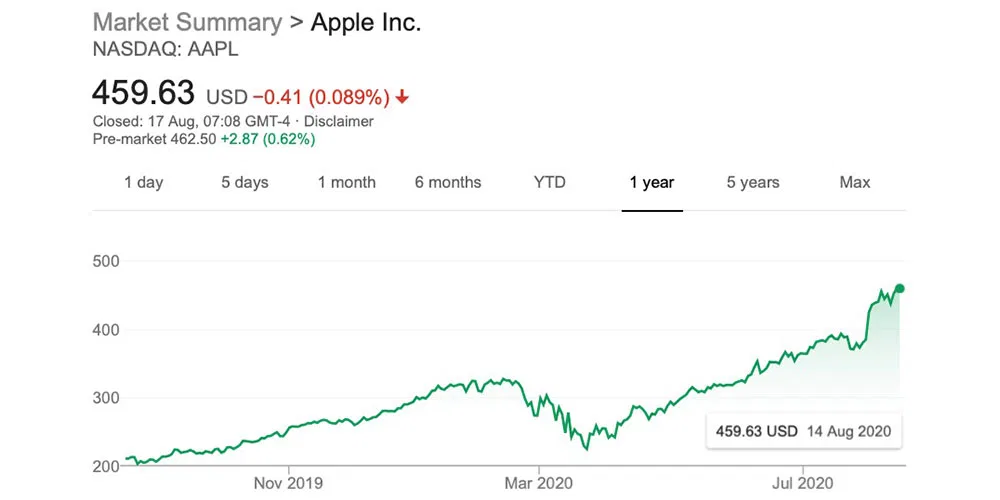 Market Summary > Apple Inc.
NASDAQ: AAPL
459.63 USD −0.41 (0.089%) ↓
Closed: 17 Aug, 07:08 GMT-4 · Disclaimer
Pre-market 462.50 +2.87 (0.62%)
1 day 5 days 1 month 6 months YTD 1 year 5 years Max
500
400
300
459.63 USD 14 Aug 2020
200
Nov 2019 Mar 2020 Jul 2020